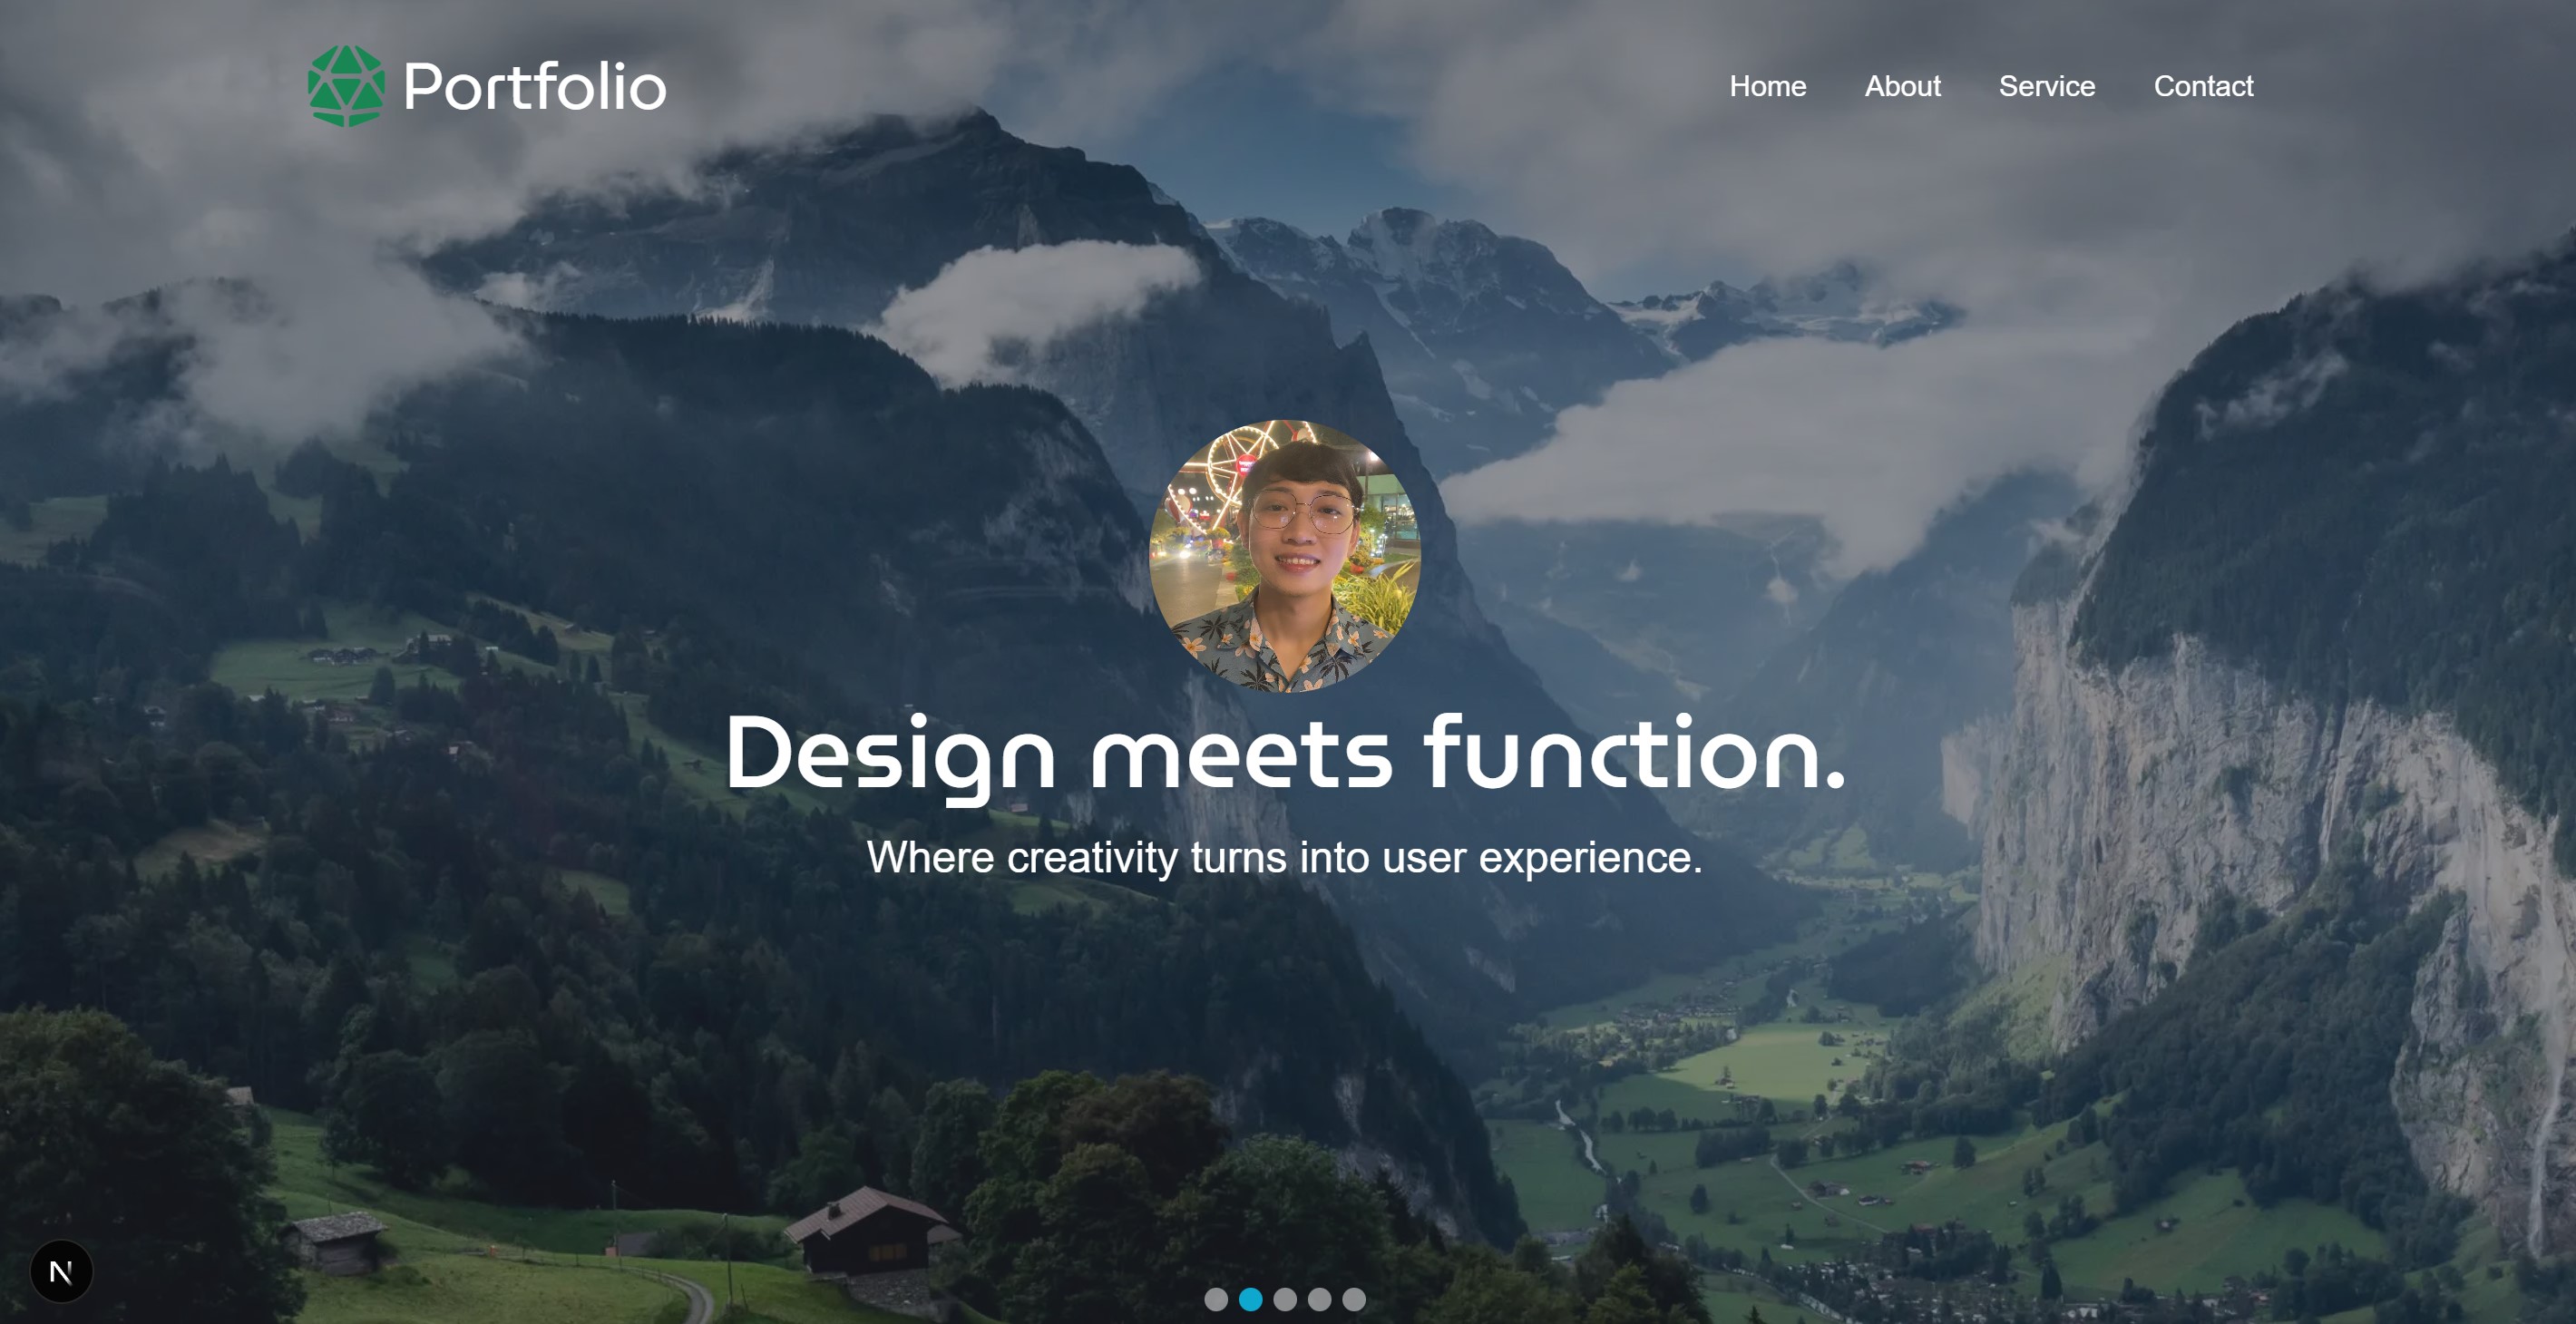 Portfolio
Home About Service Contact
Design meets function.
Where creativity turns into user experience.
N